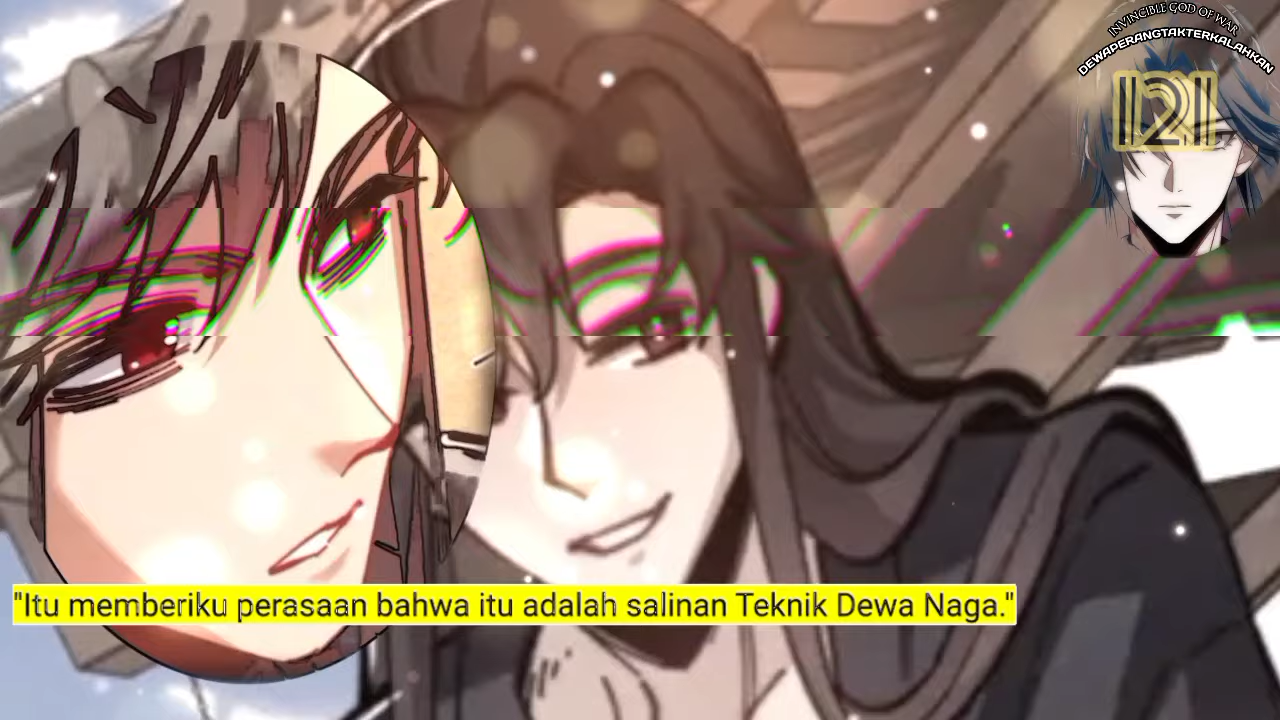 INVINCIBLE GOD OF WAR
DEWAPERANGTAKTERKALAHKAN
121
"Itu memberiku perasaan bahwa itu adalah salinan Teknik Dewa Naga."